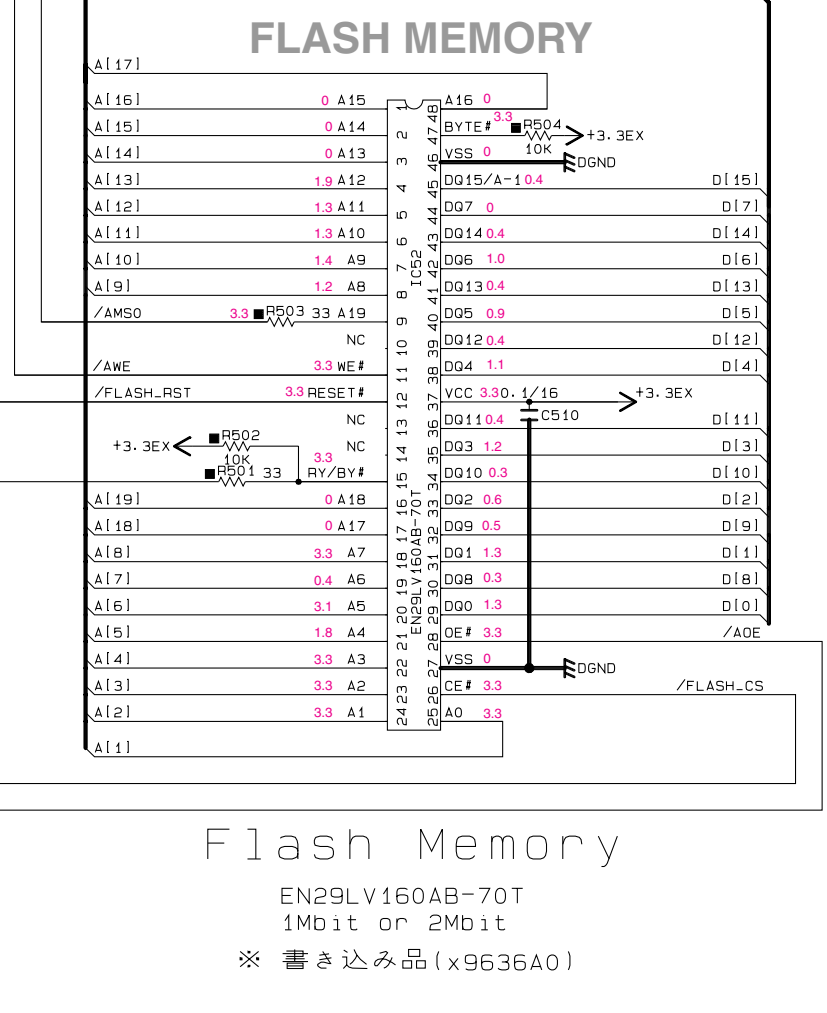 FLASH MEMORY
A[17]
A[16] 0 A15 1 48 A16 0
A[15] 0 A14 2 47 BYTE# 3.3 R504 10K +3.3EX
A[14] 0 A13 3 46 VSS 0 DGND
A[13] 1.9 A12 4 45 DQ15/A-1 0.4 D[15]
A[12] 1.3 A11 5 44 DQ7 0 D[7]
A[11] 1.3 A10 6 43 DQ14 0.4 D[14]
A[10] 1.4 A9 7 42 DQ6 1.0 D[6]
A[9] 1.2 A8 8 41 DQ13 0.4 D[13]
/AMS0 3.3 R503 33 A19 9 40 DQ5 0.9 D[5]
NC 10 39 DQ12 0.4 D[12]
/AWE 3.3 WE# 11 38 DQ4 1.1 D[4]
/FLASH_RST 3.3 RESET# 12 37 VCC 3.3 0.1/16 +3.3EX
NC 13 36 DQ11 0.4 C510 D[11]
+3.3EX R502 10K NC 14 35 DQ3 1.2 D[3]
R501 33 3.3 RY/BY# 15 34 DQ10 0.3 D[10]
A[19] 0 A18 16 33 DQ2 0.6 D[2]
A[18] 0 A17 17 32 DQ9 0.5 D[9]
A[8] 3.3 A7 18 31 DQ1 1.3 D[1]
A[7] 0.4 A6 19 30 DQ8 0.3 D[8]
A[6] 3.1 A5 20 29 DQ0 1.3 D[0]
A[5] 1.8 A4 21 28 OE# 3.3 /AOE
A[4] 3.3 A3 22 27 VSS 0 DGND
A[3] 3.3 A2 23 26 CE# 3.3 /FLASH_CS
A[2] 3.3 A1 24 25 A0 3.3
A[1]
IC52
EN29LV160AB-70T
Flash Memory
EN29LV160AB-70T
1Mbit or 2Mbit
※ 書き込み品(x9636A0)